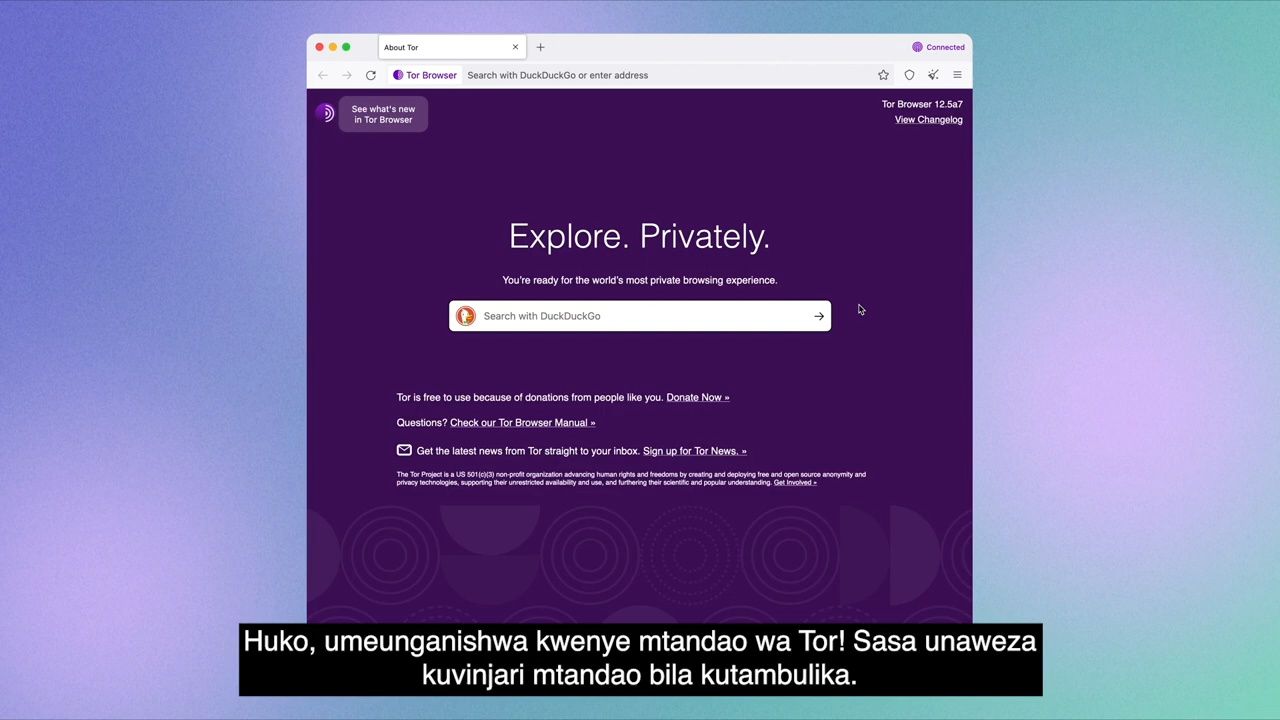 About Tor
Connected
Tor Browser
Search with DuckDuckGo or enter address
See what's new
in Tor Browser
Tor Browser 12.5a7
View Changelog
Explore. Privately.
You're ready for the world's most private browsing experience.
Search with DuckDuckGo
Tor is free to use because of donations from people like you. Donate Now »
Questions? Check our Tor Browser Manual »
Get the latest news from Tor straight to your inbox. Sign up for Tor News. »
The Tor Project is a US 501(c)(3) non-profit organization advancing human rights and freedoms by creating and deploying free and open source anonymity and
privacy technologies, supporting their unrestricted availability and use, and furthering their scientific and popular understanding. Get Involved »
Huko, umeunganishwa kwenye mtandao wa Tor! Sasa unaweza
kuvinjari mtandao bila kutambulika.